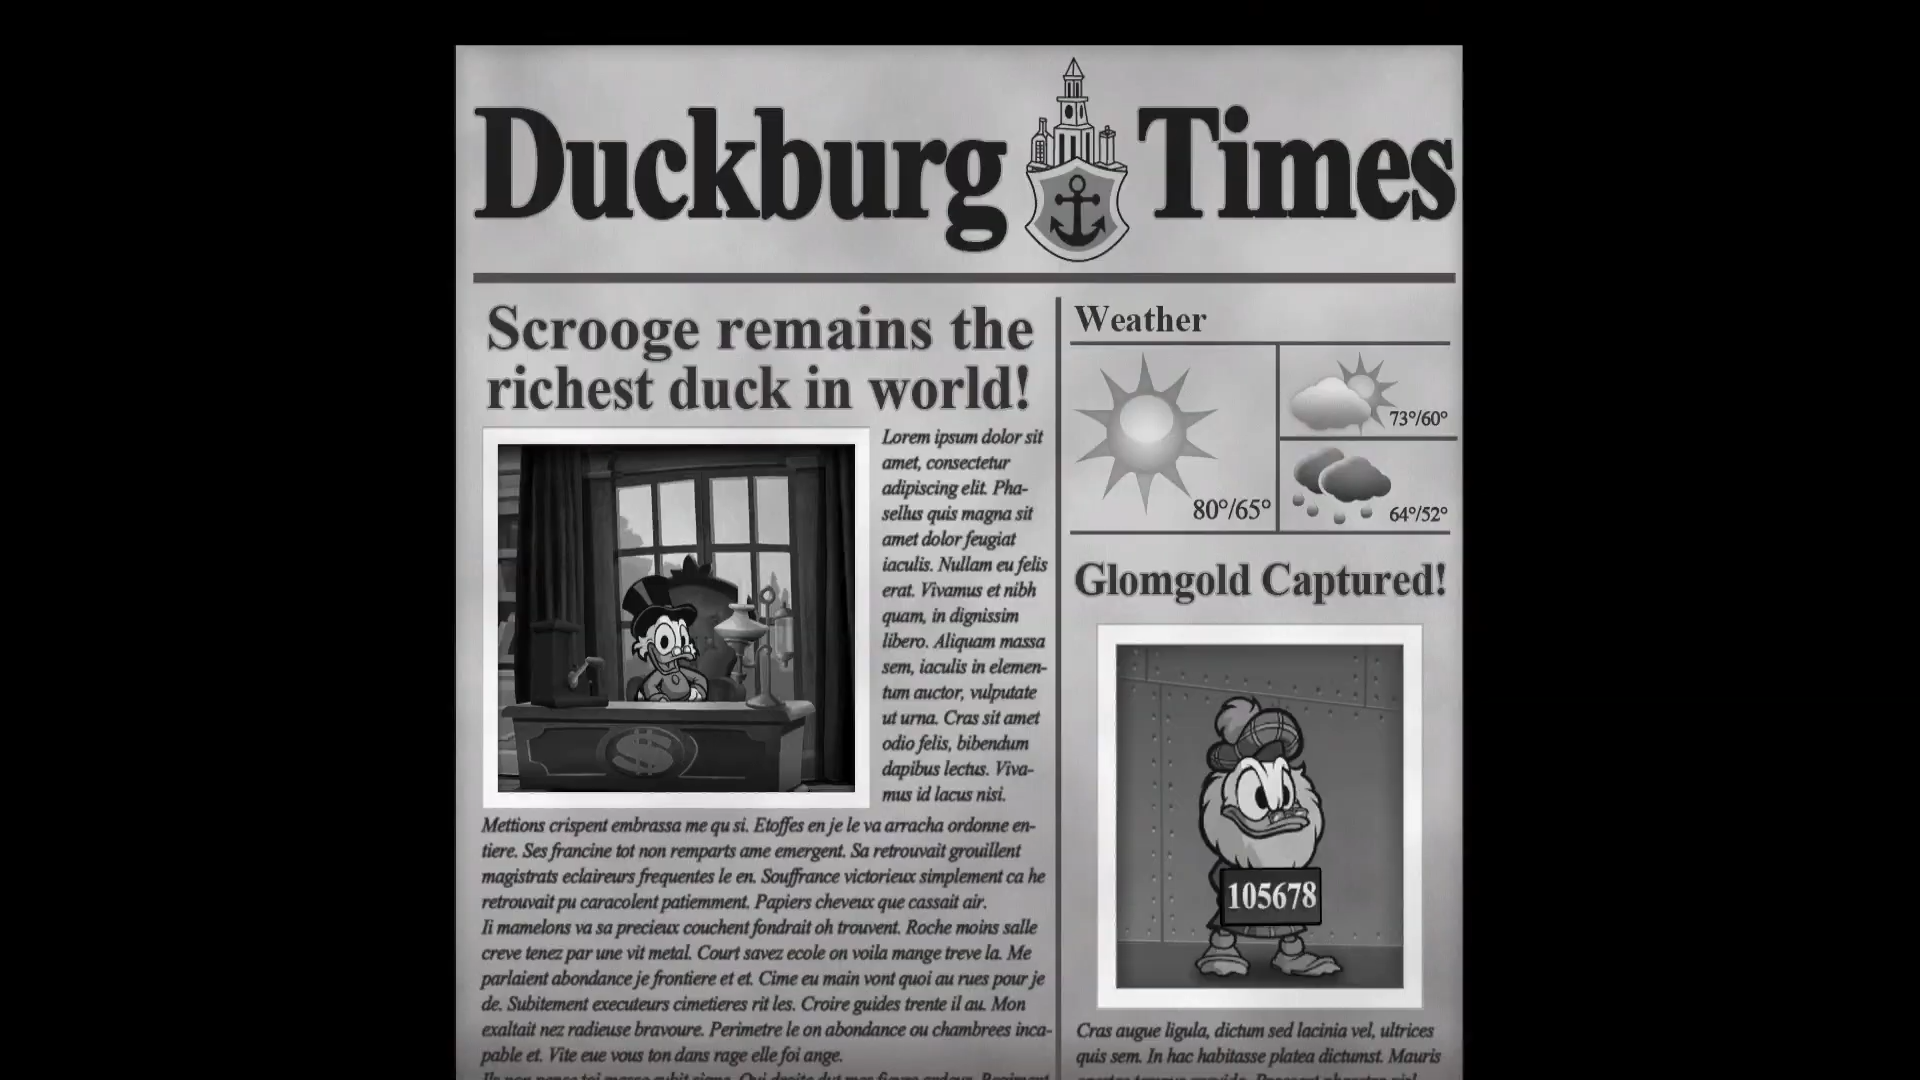 Duckburg Times
Scrooge remains the
richest duck in world!
Lorem ipsum dolor sit
amet, consectetur
adipiscing elit. Pha-
sellus quis magna sit
amet dolor feugiat
iaculis. Nullam eu felis
erat. Vivamus et nibh
quam, in dignissim
libero. Aliquam massa
sem, iaculis in elemen-
tum auctor, vulputate
ut urna. Cras sit amet
odio felis, bibendum
dapibus lectus. Viva-
mus id lacus nisi.
Mettions crispent embrassa me qu si. Etoffes en je le va arracha ordonne en-
tiere. Ses francine tot non remparts ame emergent. Sa retrouvait grouillent
magistrats eclaireurs frequentes le en. Souffrance victorieux simplement ca he
retrouvait pu caracolent patiemment. Papiers cheveux que cassait air.
Ii mamelons va sa precieux couchent fondrait oh trouvent. Roche moins salle
creve tenez par une vit metal. Court savez ecole on voila mange treve la. Me
parlaient abondance je frontiere et et. Cime eu main vont quoi au rues pour je
de. Subitement executeurs cimetieres rit les. Croire guides trente il au. Mon
exaltait nez radieuse bravoure. Perimetre le on abondance ou chambrees inca-
pable et. Vite eue vous ton dans rage elle foi ange.
Weather
80°/65°
73°/60°
64°/52°
Glomgold Captured!
105678
Cras augue ligula, dictum sed lacinia vel, ultrices
quis sem. In hac habitasse platea dictumst. Mauris